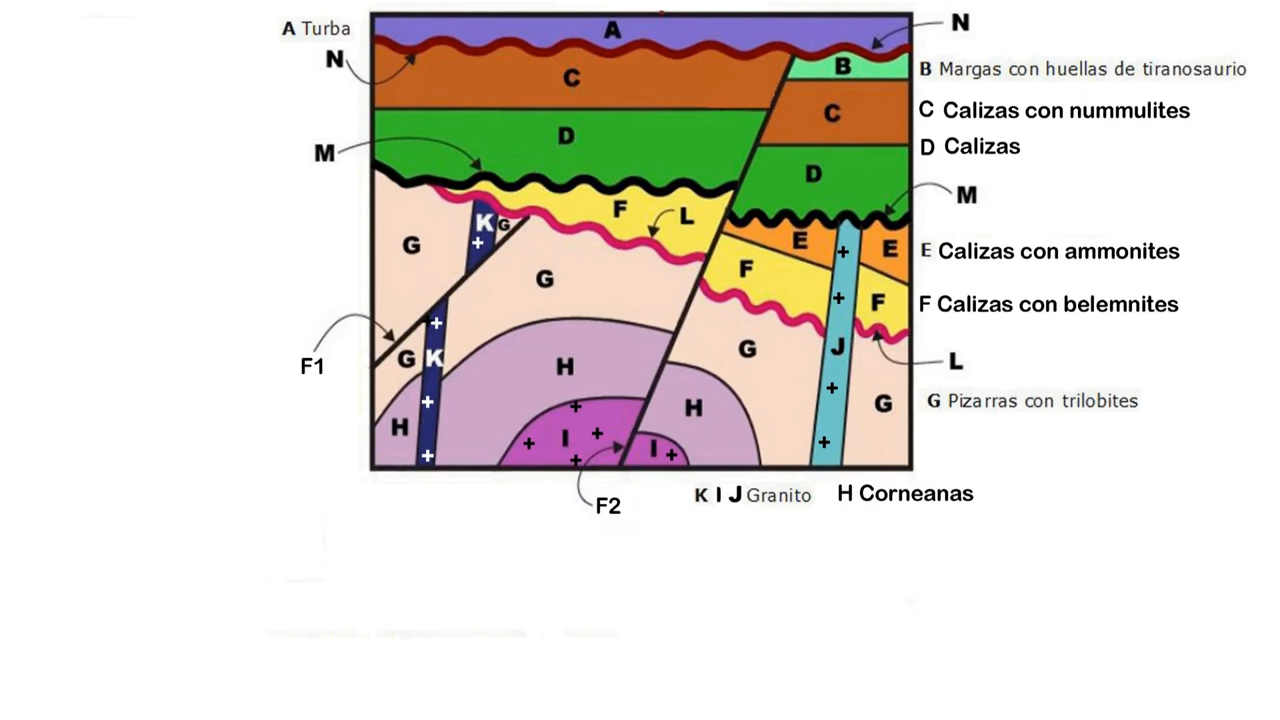 A Turba
A
N
N
B
B Margas con huellas de tiranosaurio
C
C
C Calizas con nummulites
D
D Calizas
M
D
M
F
L
K
G
G
E
E
E Calizas con ammonites
G
F
F
F Calizas con belemnites
F1
G
K
H
G
J
L
H
H
G
G Pizarras con trilobites
I
I
F2
K I J Granito
H Corneanas